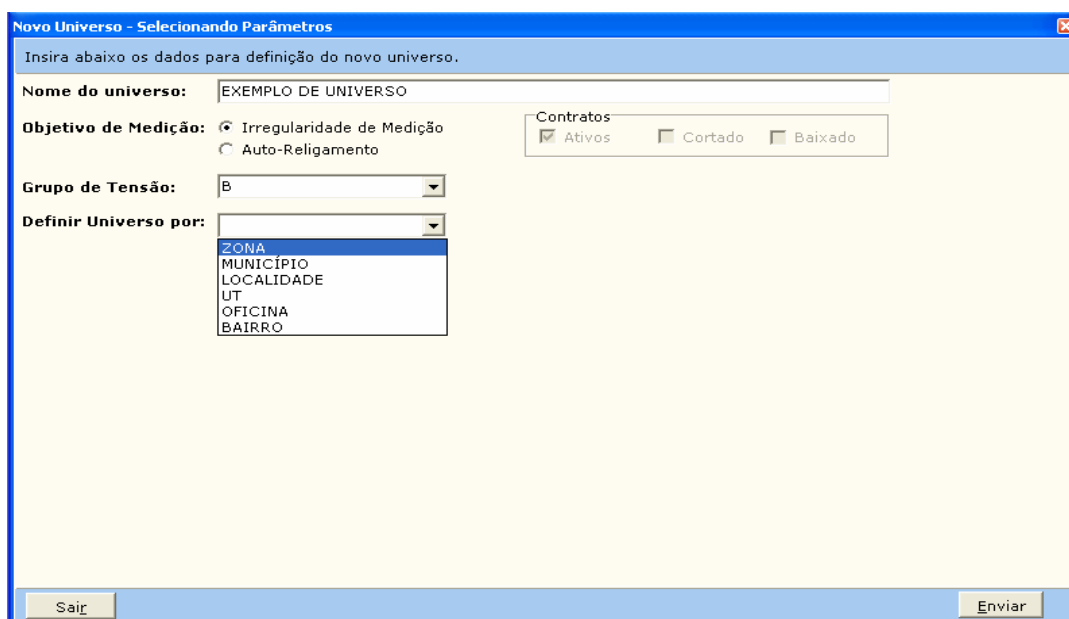 Novo Universo - Selecionando Parâmetros
Insira abaixo os dados para definição do novo universo.
Nome do universo: EXEMPLO DE UNIVERSO
Objetivo de Medição: Irregularidade de Medição
Auto-Religamento
Contratos
Ativos Cortado Baixado
Grupo de Tensão: B
Definir Universo por:
ZONA
MUNICÍPIO
LOCALIDADE
UT
OFICINA
BAIRRO
Sair Enviar